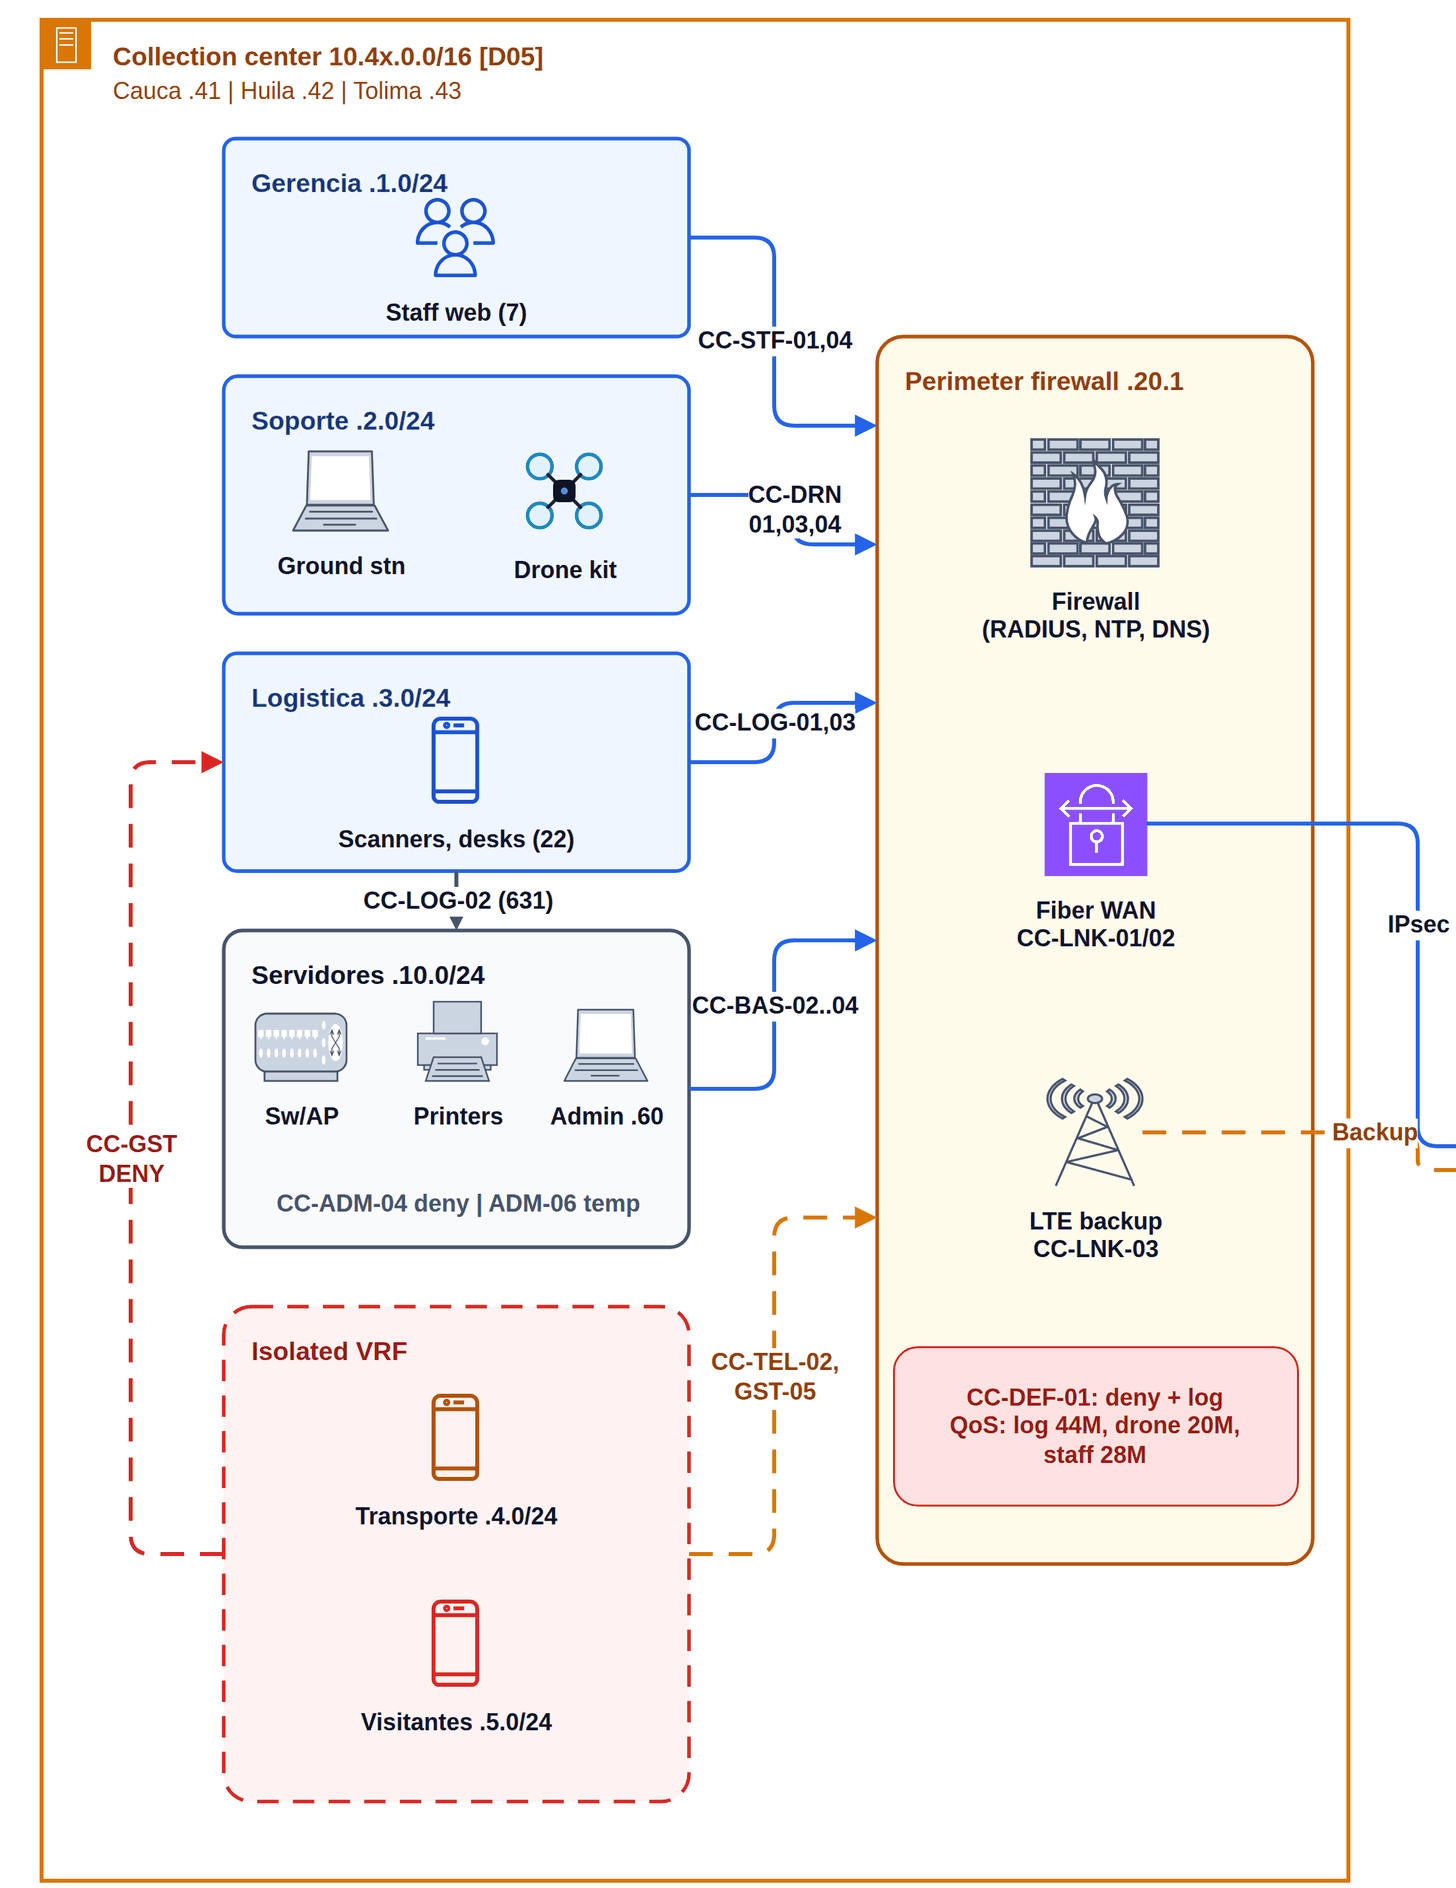 Collection center 10.4x.0.0/16 [D05]
Cauca .41 | Huila .42 | Tolima .43
Gerencia .1.0/24
Staff web (7)
CC-STF-01,04
Soporte .2.0/24
Ground stn
Drone kit
CC-DRN
01,03,04
Logistica .3.0/24
Scanners, desks (22)
CC-LOG-01,03
CC-LOG-02 (631)
Servidores .10.0/24
Sw/AP
Printers
Admin .60
CC-ADM-04 deny | ADM-06 temp
CC-BAS-02..04
CC-GST
DENY
Isolated VRF
Transporte .4.0/24
Visitantes .5.0/24
CC-TEL-02,
GST-05
Perimeter firewall .20.1
Firewall
(RADIUS, NTP, DNS)
Fiber WAN
CC-LNK-01/02
IPsec
LTE backup
CC-LNK-03
Backup
CC-DEF-01: deny + log
QoS: log 44M, drone 20M,
staff 28M